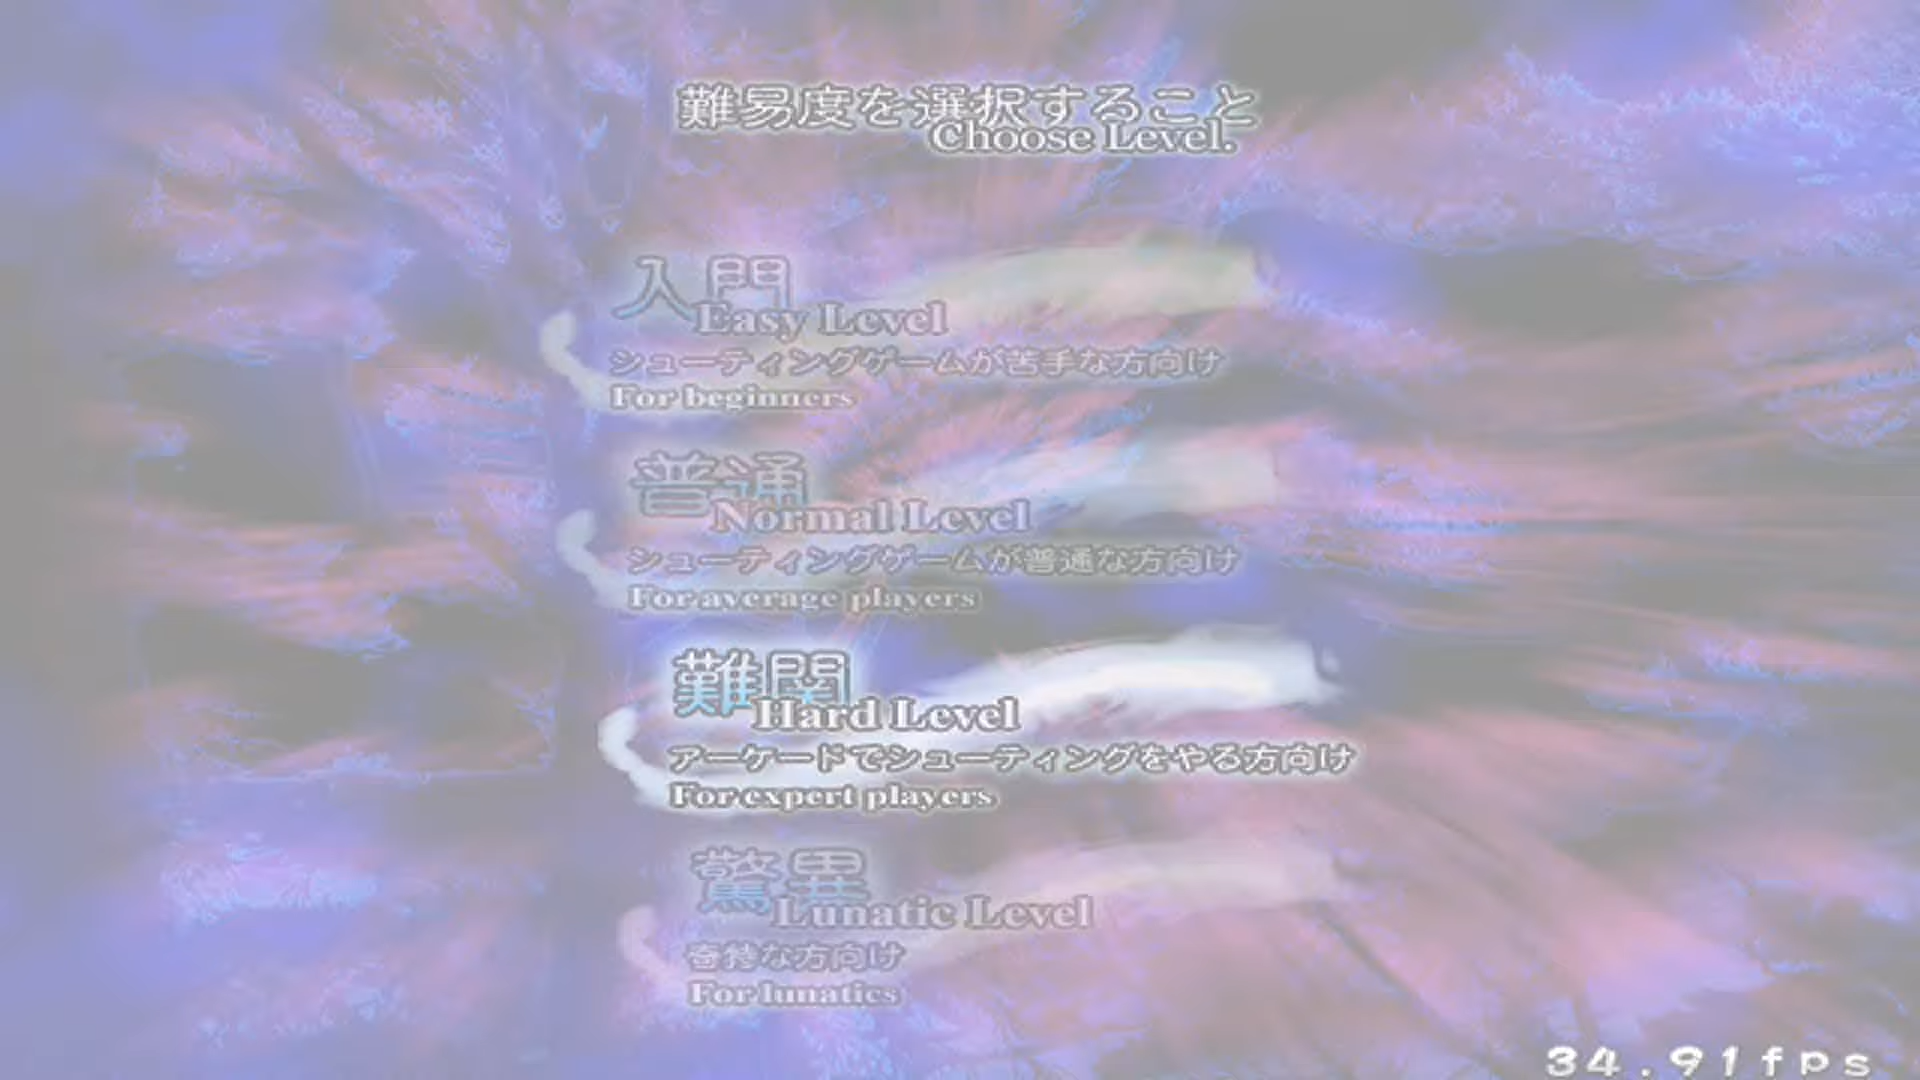 難易度を選択すること
Choose Level.
入門
Easy Level
シューティングゲームが苦手な方向け
For beginners
普通
Normal Level
シューティングゲームが普通な方向け
For average players
難関
Hard Level
アーケードでシューティングをやる方向け
For expert players
驚異
Lunatic Level
奇特な方向け
For lunatics
34.91fps